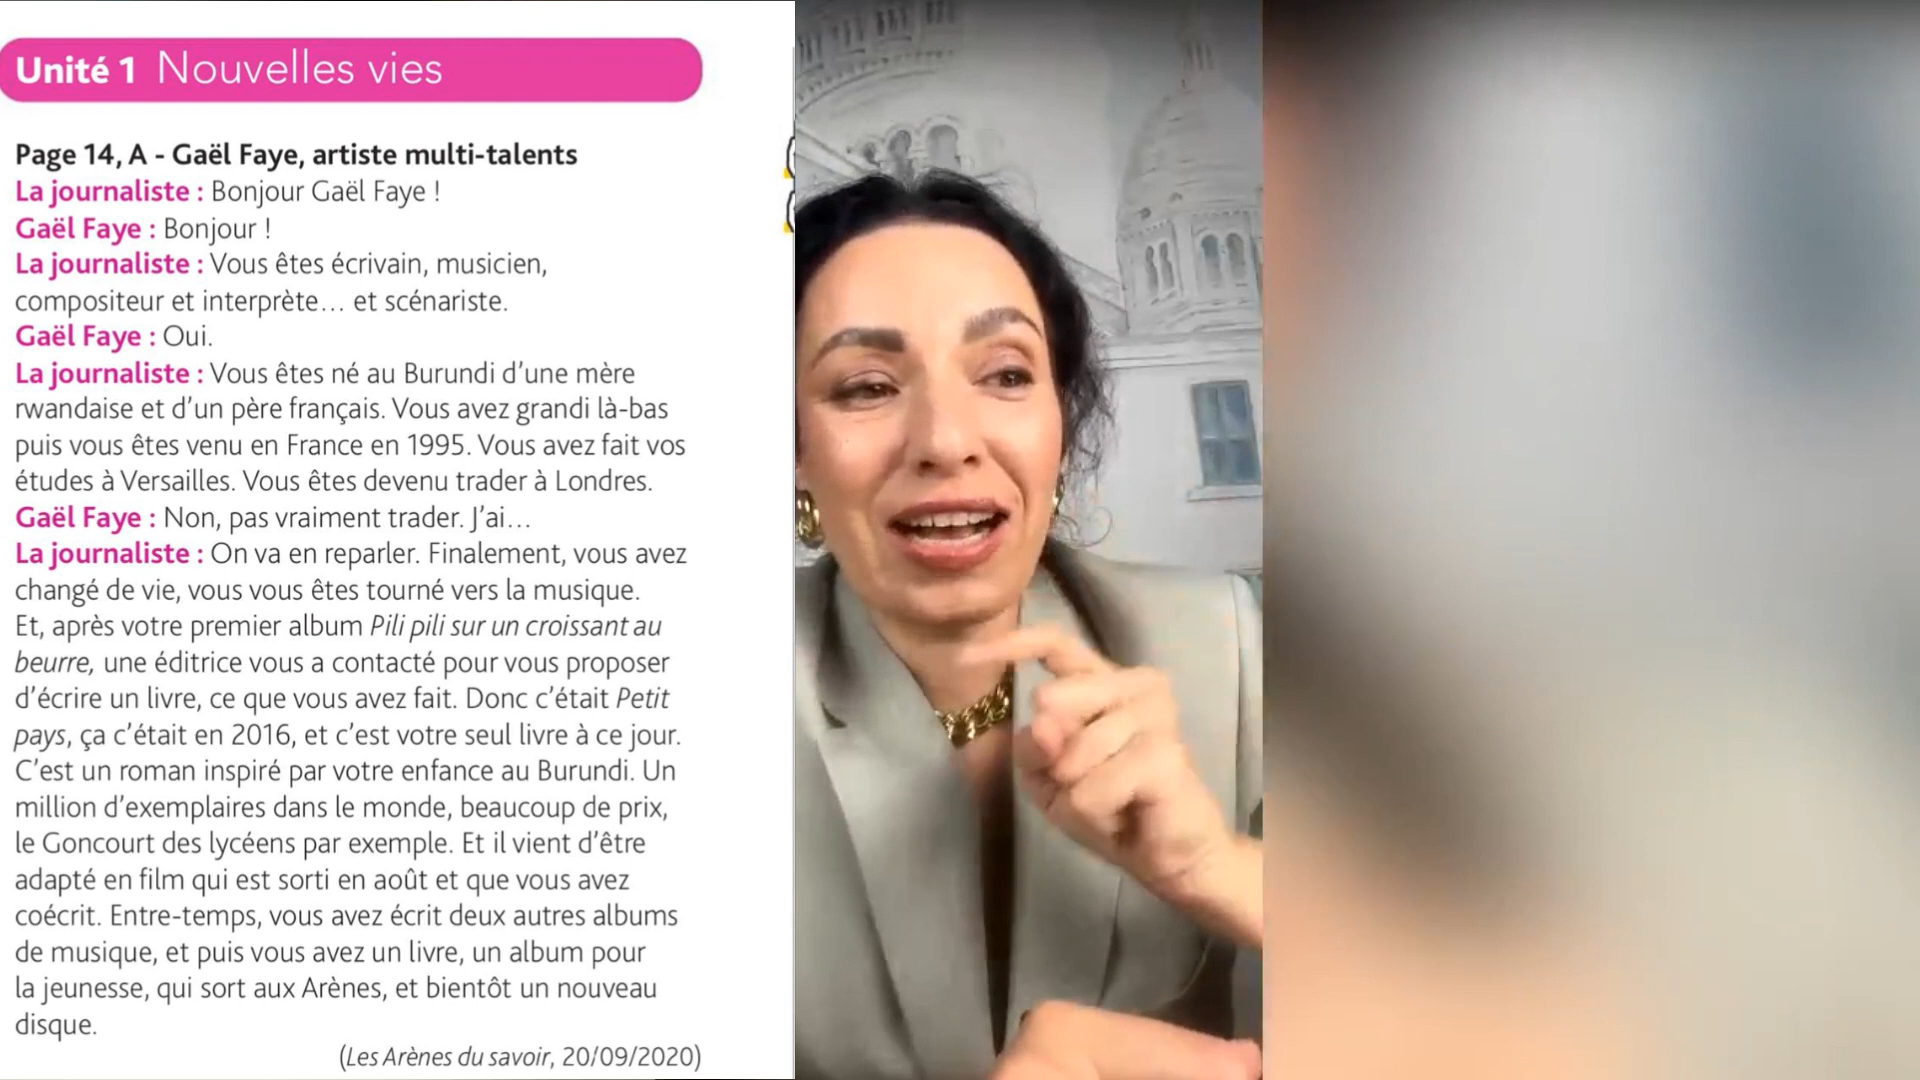 Unité 1 Nouvelles vies
Page 14, A - Gaël Faye, artiste multi-talents
La journaliste : Bonjour Gaël Faye !
Gaël Faye : Bonjour !
La journaliste : Vous êtes écrivain, musicien,
compositeur et interprète… et scénariste.
Gaël Faye : Oui.
La journaliste : Vous êtes né au Burundi d’une mère
rwandaise et d’un père français. Vous avez grandi là-bas
puis vous êtes venu en France en 1995. Vous avez fait vos
études à Versailles. Vous êtes devenu trader à Londres.
Gaël Faye : Non, pas vraiment trader. J’ai…
La journaliste : On va en reparler. Finalement, vous avez
changé de vie, vous vous êtes tourné vers la musique.
Et, après votre premier album Pili pili sur un croissant au
beurre, une éditrice vous a contacté pour vous proposer
d’écrire un livre, ce que vous avez fait. Donc c’était Petit
pays, ça c’était en 2016, et c’est votre seul livre à ce jour.
C’est un roman inspiré par votre enfance au Burundi. Un
million d’exemplaires dans le monde, beaucoup de prix,
le Goncourt des lycéens par exemple. Et il vient d’être
adapté en film qui est sorti en août et que vous avez
coécrit. Entre-temps, vous avez écrit deux autres albums
de musique, et puis vous avez un livre, un album pour
la jeunesse, qui sort aux Arènes, et bientôt un nouveau
disque.
(Les Arènes du savoir, 20/09/2020)